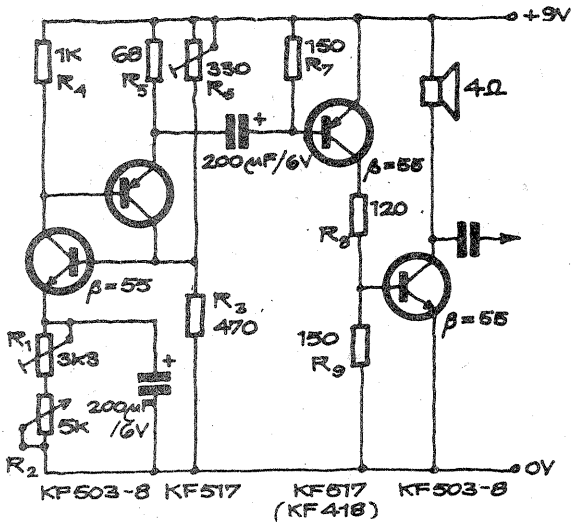 +9V
1K
R4
68
R5
330
R6
150
R7
4Ω
200µF/6V
β=55
120
R8
β=55
R3
470
R1
3k3
150
R9
β=55
200µF
/6V
5K
R2
0V
KF503-8 KF517 KF517 KF503-8
(KF418)